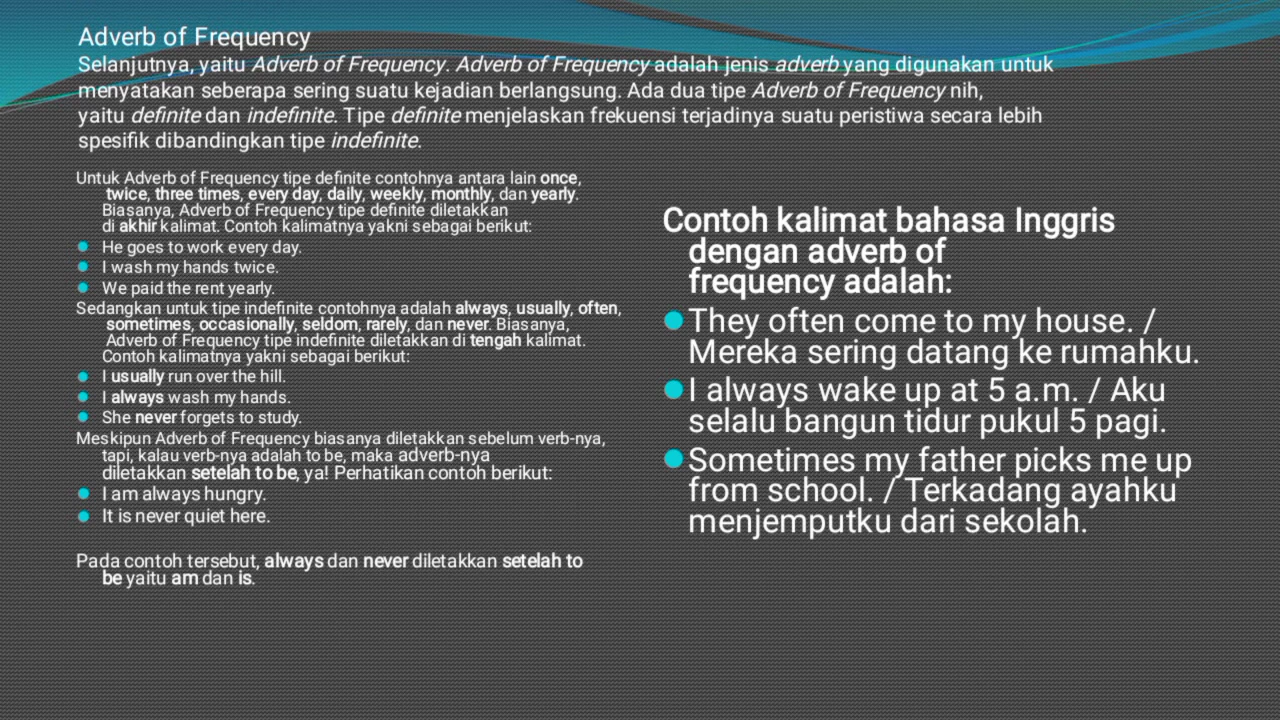 Adverb of Frequency
Selanjutnya, yaitu Adverb of Frequency. Adverb of Frequency adalah jenis adverb yang digunakan untuk
menyatakan seberapa sering suatu kejadian berlangsung. Ada dua tipe Adverb of Frequency nih,
yaitu definite dan indefinite. Tipe definite menjelaskan frekuensi terjadinya suatu peristiwa secara lebih
spesifik dibandingkan tipe indefinite.
Untuk Adverb of Frequency tipe definite contohnya antara lain once,
twice, three times, every day, daily, weekly, monthly, dan yearly.
Biasanya, Adverb of Frequency tipe definite diletakkan
di akhir kalimat. Contoh kalimatnya yakni sebagai berikut:
He goes to work every day.
I wash my hands twice.
We paid the rent yearly.
Sedangkan untuk tipe indefinite contohnya adalah always, usually, often,
sometimes, occasionally, seldom, rarely, dan never. Biasanya,
Adverb of Frequency tipe indefinite diletakkan di tengah kalimat.
Contoh kalimatnya yakni sebagai berikut:
I usually run over the hill.
I always wash my hands.
She never forgets to study.
Meskipun Adverb of Frequency biasanya diletakkan sebelum verb-nya,
tapi, kalau verb-nya adalah to be, maka adverb-nya
diletakkan setelah to be, ya! Perhatikan contoh berikut:
I am always hungry.
It is never quiet here.
Pada contoh tersebut, always dan never diletakkan setelah to
be yaitu am dan is.
Contoh kalimat bahasa Inggris
dengan adverb of
frequency adalah:
They often come to my house. /
Mereka sering datang ke rumahku.
I always wake up at 5 a.m. / Aku
selalu bangun tidur pukul 5 pagi.
Sometimes my father picks me up
from school. / Terkadang ayahku
menjemputku dari sekolah.